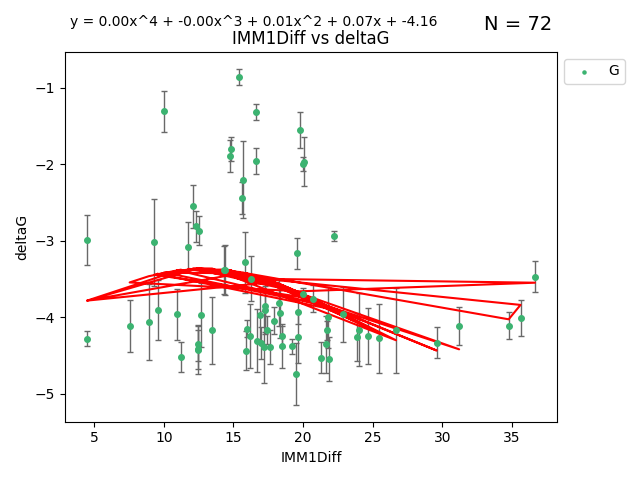 y = 0.00x^4 + -0.00x^3 + 0.01x^2 + 0.07x + -4.16
N = 72
IMM1Diff vs deltaG
G
−1
−2
−3
−4
−5
deltaG
5 10 15 20 25 30 35
IMM1Diff